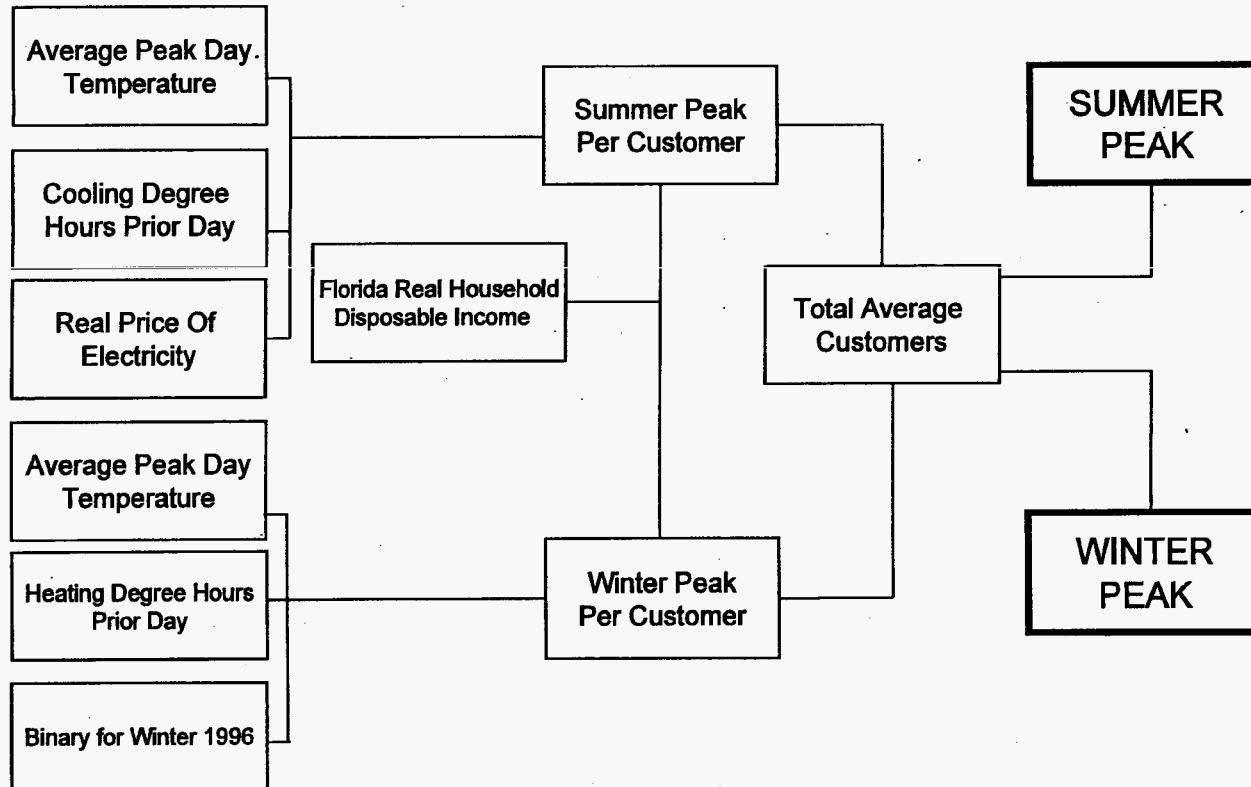 Average Peak Day.
Temperature
Cooling Degree
Hours Prior Day
Real Price Of
Electricity
Average Peak Day
Temperature
Heating Degree Hours
Prior Day
Binary for Winter 1996
Florida Real Household
Disposable Income
Summer Peak
Per Customer
Winter Peak
Per Customer
Total Average
Customers
SUMMER
PEAK
WINTER
PEAK